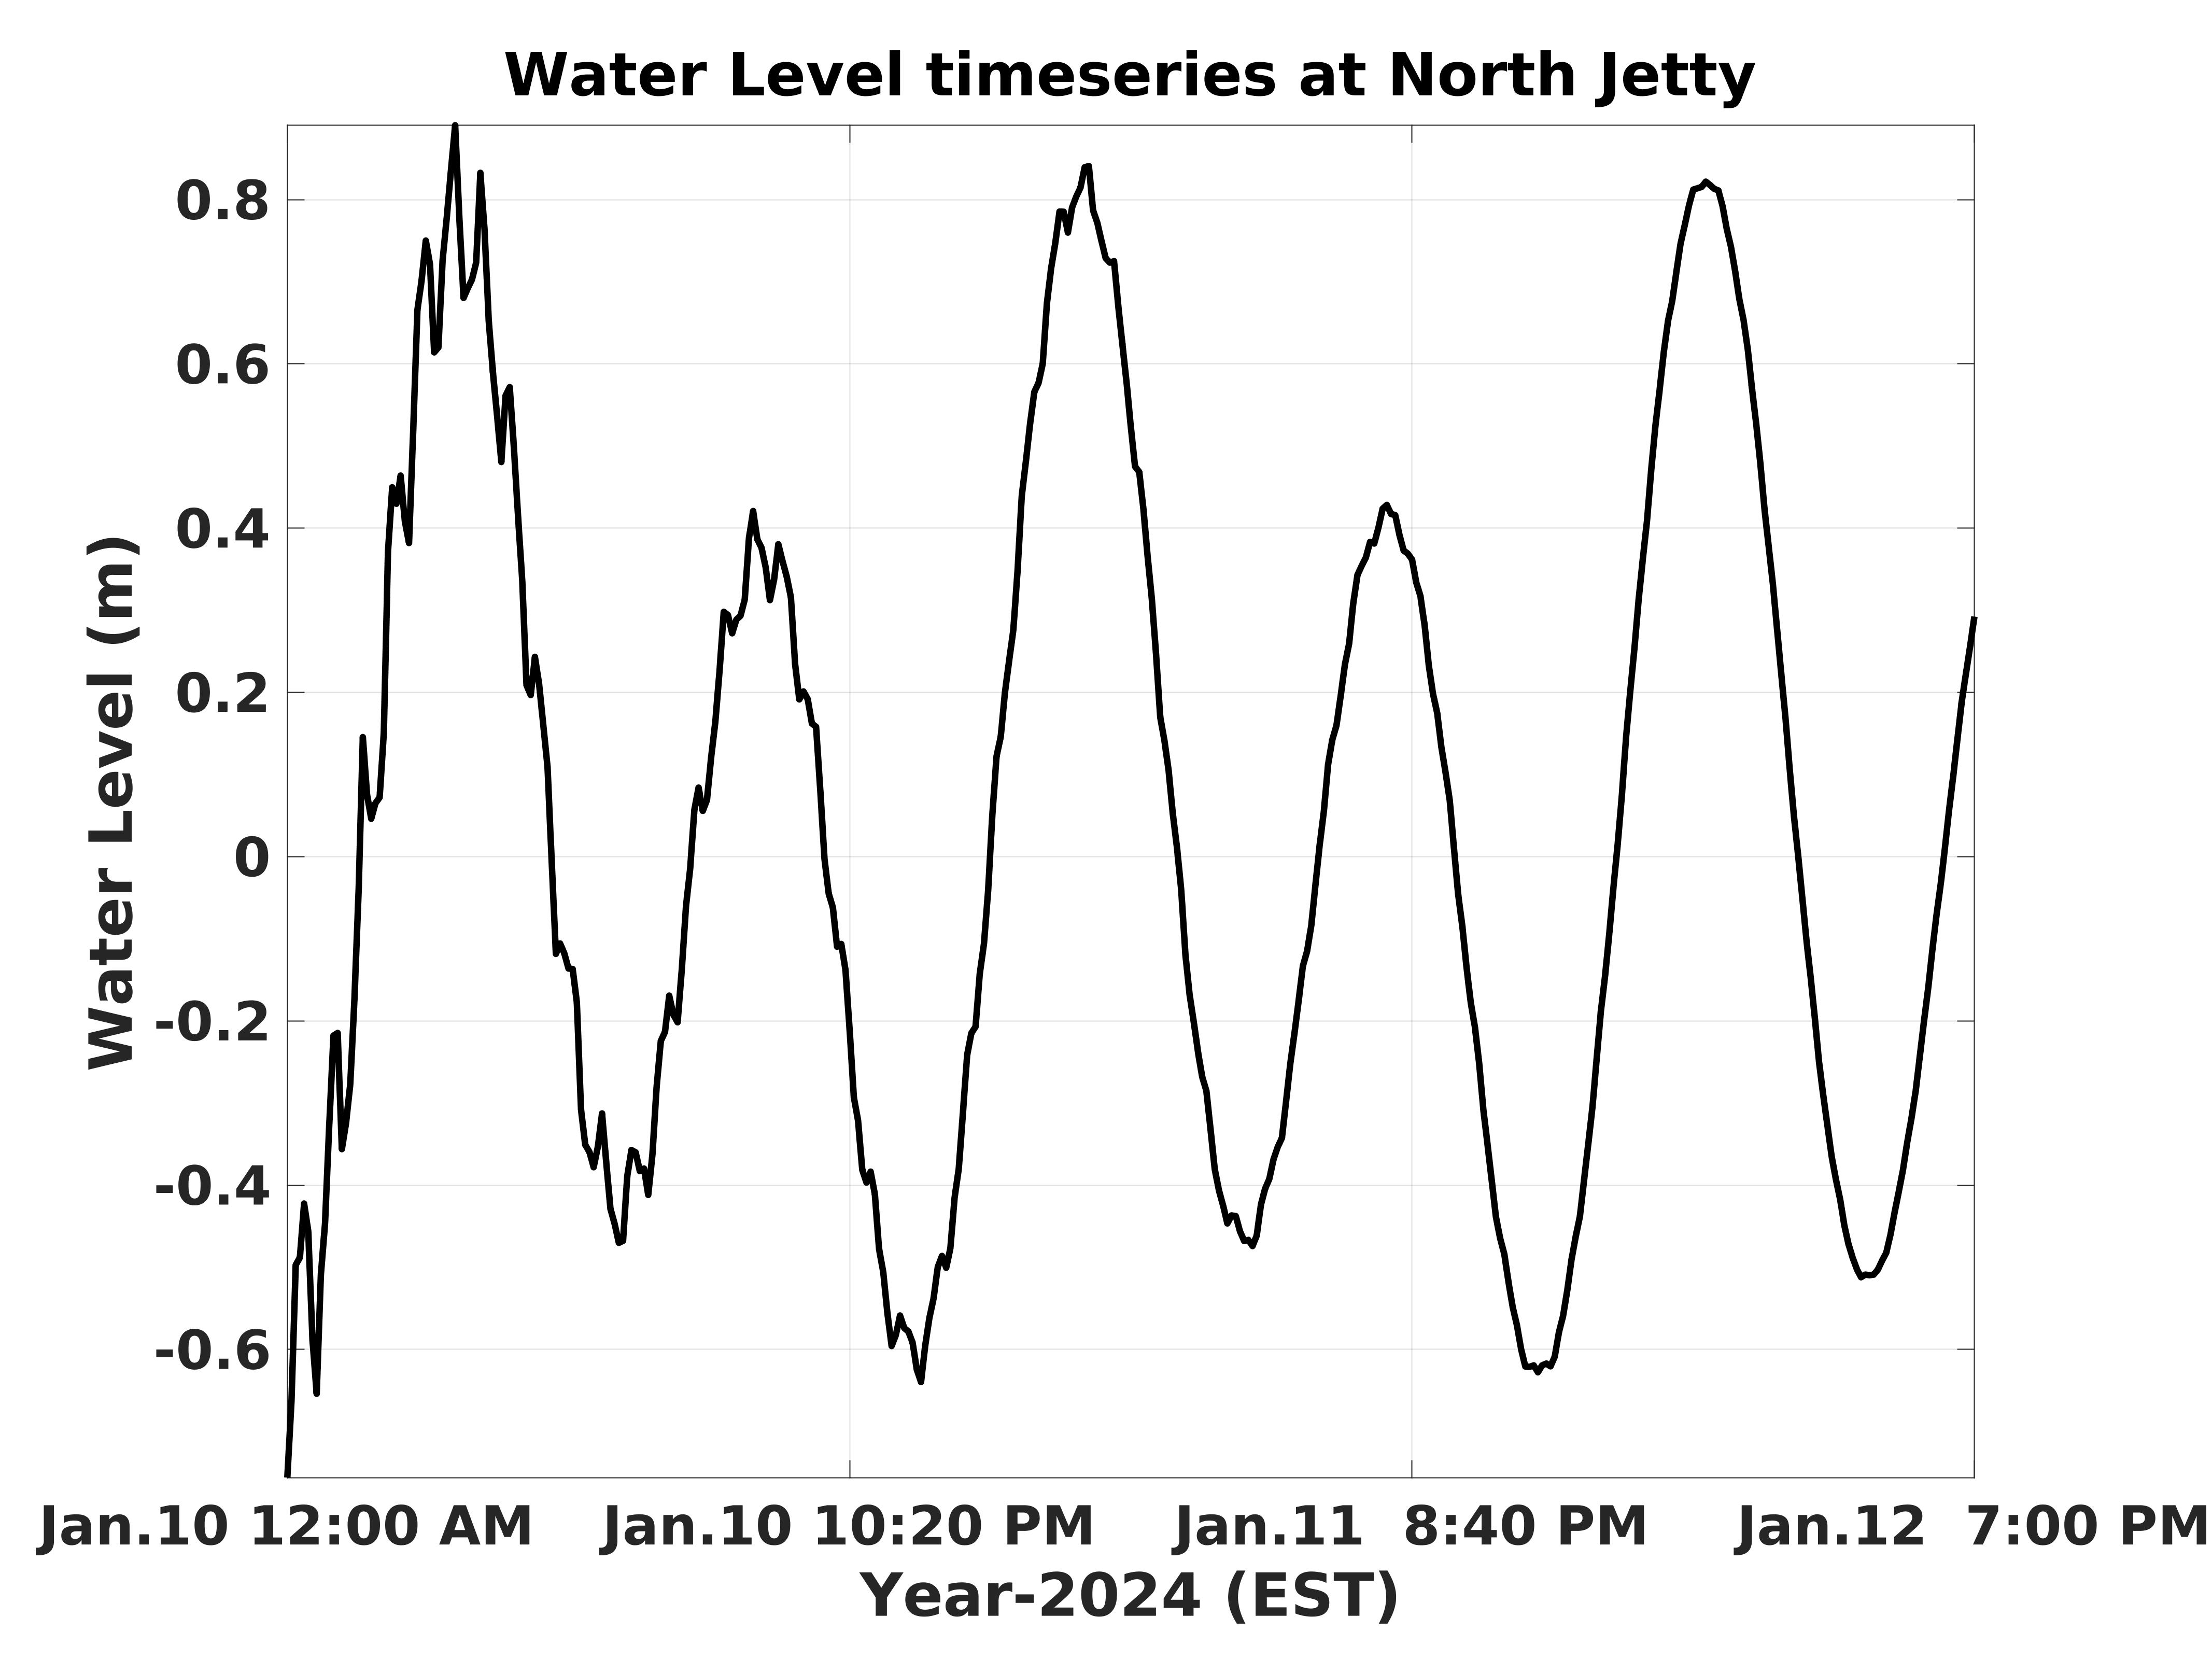 Water Level timeseries at North Jetty
0.8
0.6
0.4
0.2
0
-0.2
-0.4
-0.6
Water Level (m)
Jan.10 12:00 AM
Jan.10 10:20 PM
Jan.11 8:40 PM
Jan.12 7:00 PM
Year-2024 (EST)